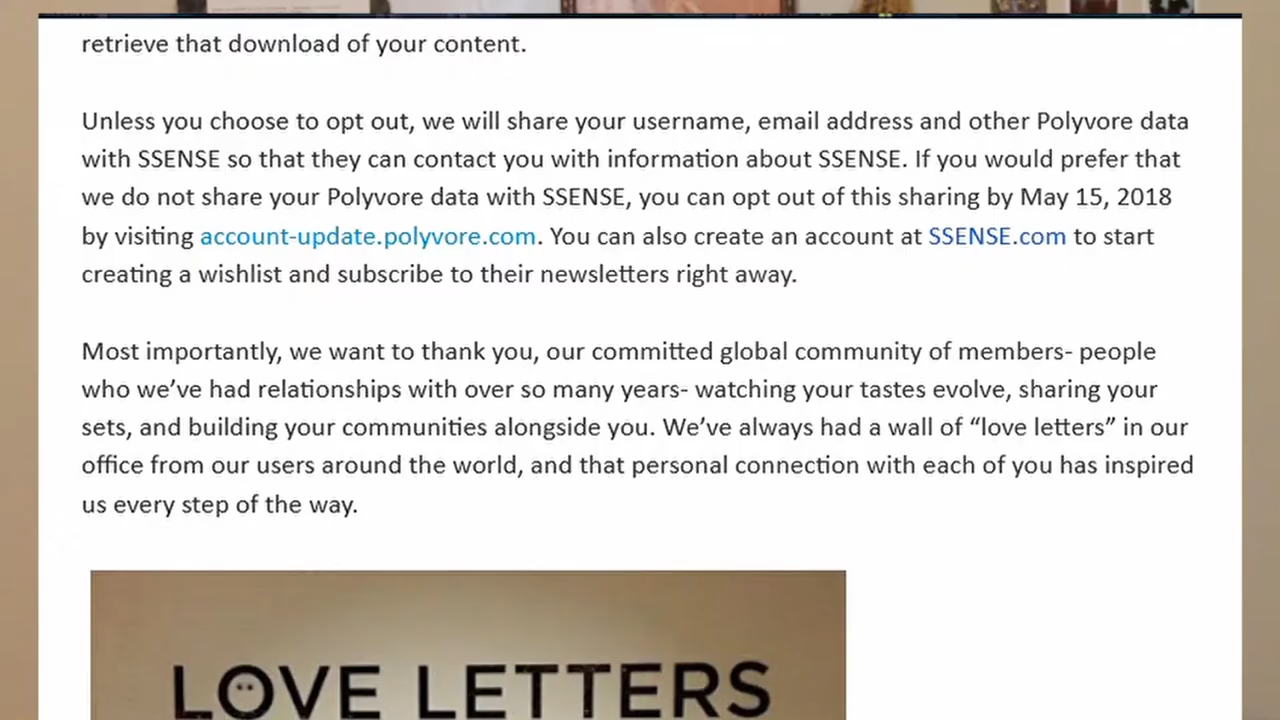 retrieve that download of your content.
Unless you choose to opt out, we will share your username, email address and other Polyvore data
with SSENSE so that they can contact you with information about SSENSE. If you would prefer that
we do not share your Polyvore data with SSENSE, you can opt out of this sharing by May 15, 2018
by visiting account-update.polyvore.com. You can also create an account at SSENSE.com to start
creating a wishlist and subscribe to their newsletters right away.
Most importantly, we want to thank you, our committed global community of members- people
who we’ve had relationships with over so many years- watching your tastes evolve, sharing your
sets, and building your communities alongside you. We’ve always had a wall of “love letters” in our
office from our users around the world, and that personal connection with each of you has inspired
us every step of the way.
LOVE LETTERS